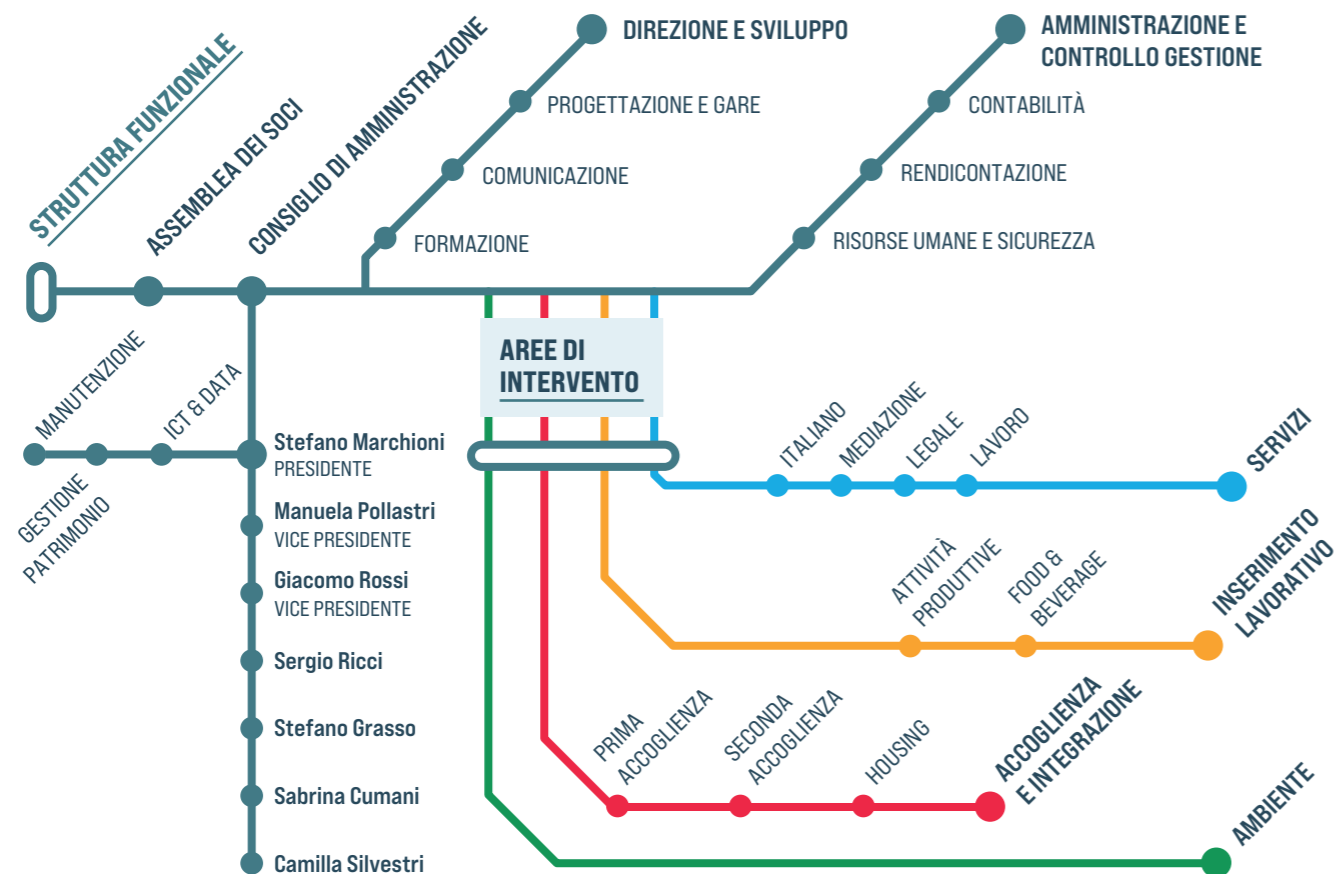 STRUTTURA FUNZIONALE
ASSEMBLEA DEI SOCI
CONSIGLIO DI AMMINISTRAZIONE
DIREZIONE E SVILUPPO
PROGETTAZIONE E GARE
COMUNICAZIONE
FORMAZIONE
AMMINISTRAZIONE E
CONTROLLO GESTIONE
CONTABILITÀ
RENDICONTAZIONE
RISORSE UMANE E SICUREZZA
MANUTENZIONE
GESTIONE
PATRIMONIO
ICT & DATA
Stefano Marchioni
PRESIDENTE
Manuela Pollastri
VICE PRESIDENTE
Giacomo Rossi
VICE PRESIDENTE
Sergio Ricci
Stefano Grasso
Sabrina Cumani
Camilla Silvestri
AREE DI
INTERVENTO
ITALIANO
MEDIAZIONE
LEGALE
LAVORO
SERVIZI
ATTIVITÀ
PRODUTTIVE
FOOD &
BEVERAGE
INSERIMENTO
LAVORATIVO
PRIMA
ACCOGLIENZA
SECONDA
ACCOGLIENZA
HOUSING
ACCOGLIENZA
E INTEGRAZIONE
AMBIENTE